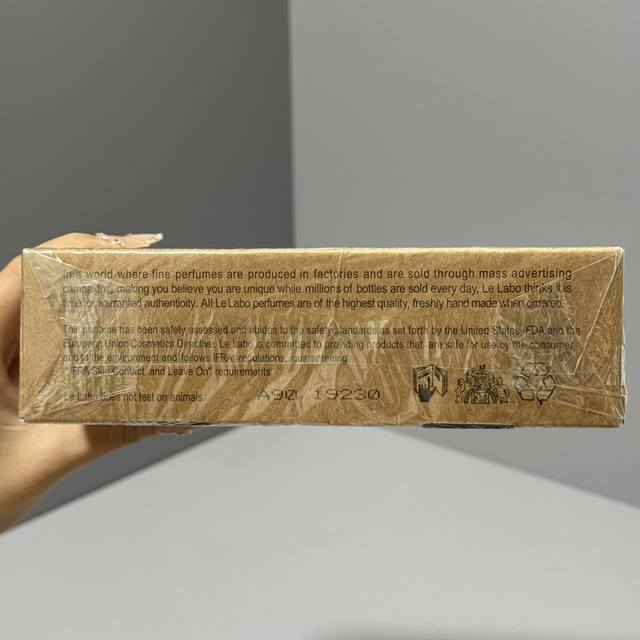 In a world where fine perfumes are produced in factories and are sold through mass advertising
campaigns, making you believe you are unique while millions of bottles are sold every day, Le Labo thinks it is
time for warranted authenticity. All Le Labo perfumes are of the highest quality, freshly hand made when ordered.
This perfume has been safety assessed and abides to the safety standards as set forth by the United States FDA and the
European Union Cosmetics Directive. Le Labo is committed to providing products that are safe for use by the consumer
and to the environment and follows IFRA regulations, guaranteeing
"IFRA Skin Contact and Leave On" requirements.
Le Labo does not test on animals.
A90 19230